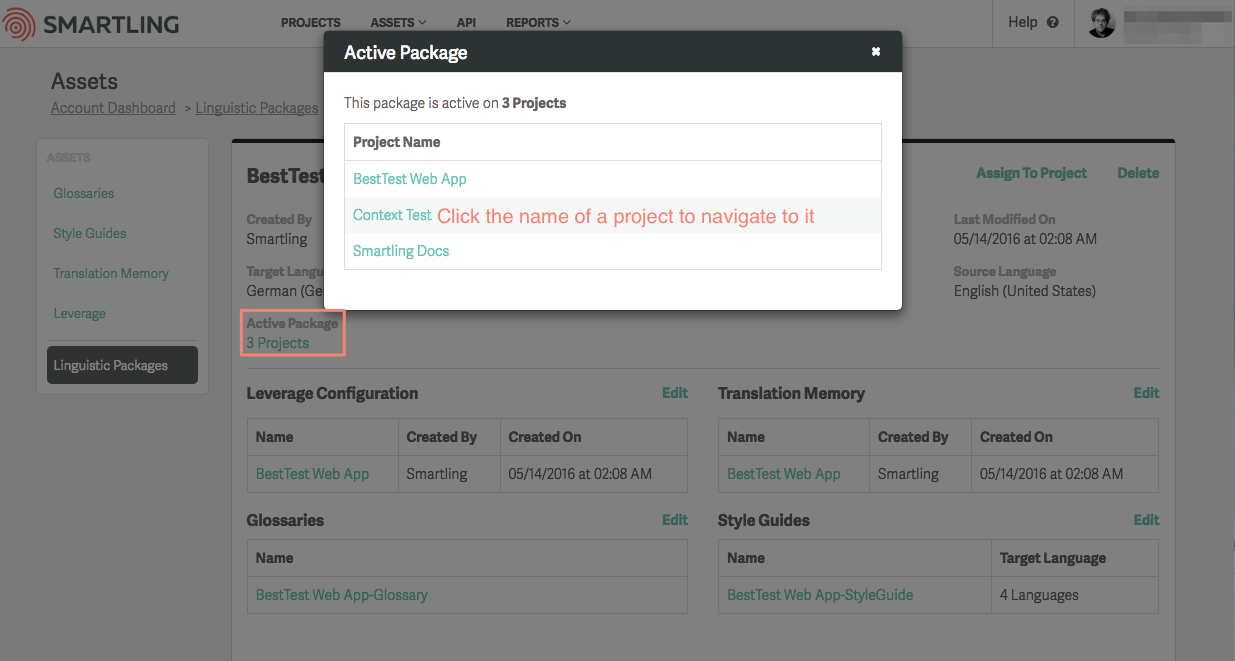 SMARTLING
PROJECTS ASSETS API REPORTS Help
Active Package
This package is active on 3 Projects
Project Name
BestTest Web App
Context Test Click the name of a project to navigate to it
Smartling Docs
Assets
Account Dashboard > Linguistic Packages
ASSETS
Glossaries
Style Guides
Translation Memory
Leverage
Linguistic Packages
BestTest
Assign To Project Delete
Created By
Smartling
Last Modified On
05/14/2016 at 02:08 AM
Target Langu
German (Ge
Source Language
English (United States)
Active Package
3 Projects
Leverage Configuration Edit
Name Created By Created On
BestTest Web App Smartling 05/14/2016 at 02:08 AM
Translation Memory Edit
Name Created By Created On
BestTest Web App Smartling 05/14/2016 at 02:08 AM
Glossaries Edit
Name
BestTest Web App-Glossary
Style Guides Edit
Name Target Language
BestTest Web App-StyleGuide 4 Languages